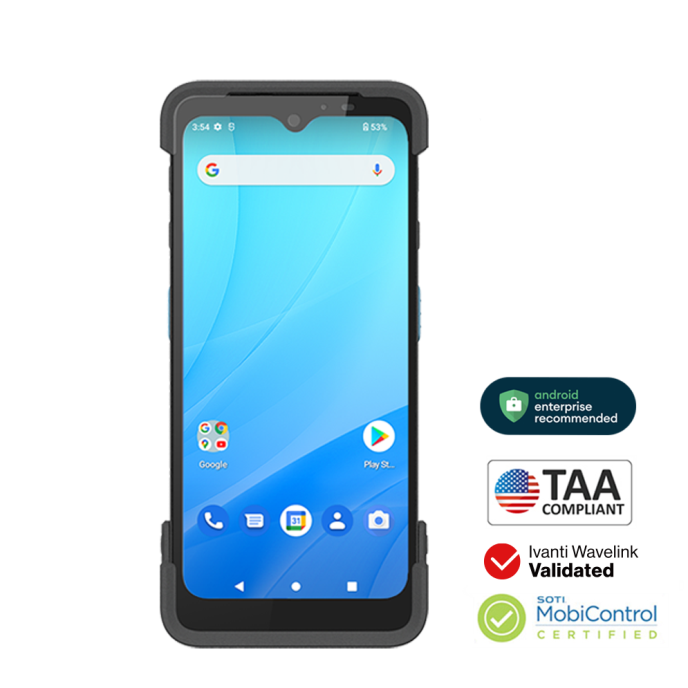 3:54
53%
G
Google
Play St...
31
android
enterprise
recommended
TAA
COMPLIANT
Ivanti Wavelink
Validated
SOTI
MobiControl
CERTIFIED